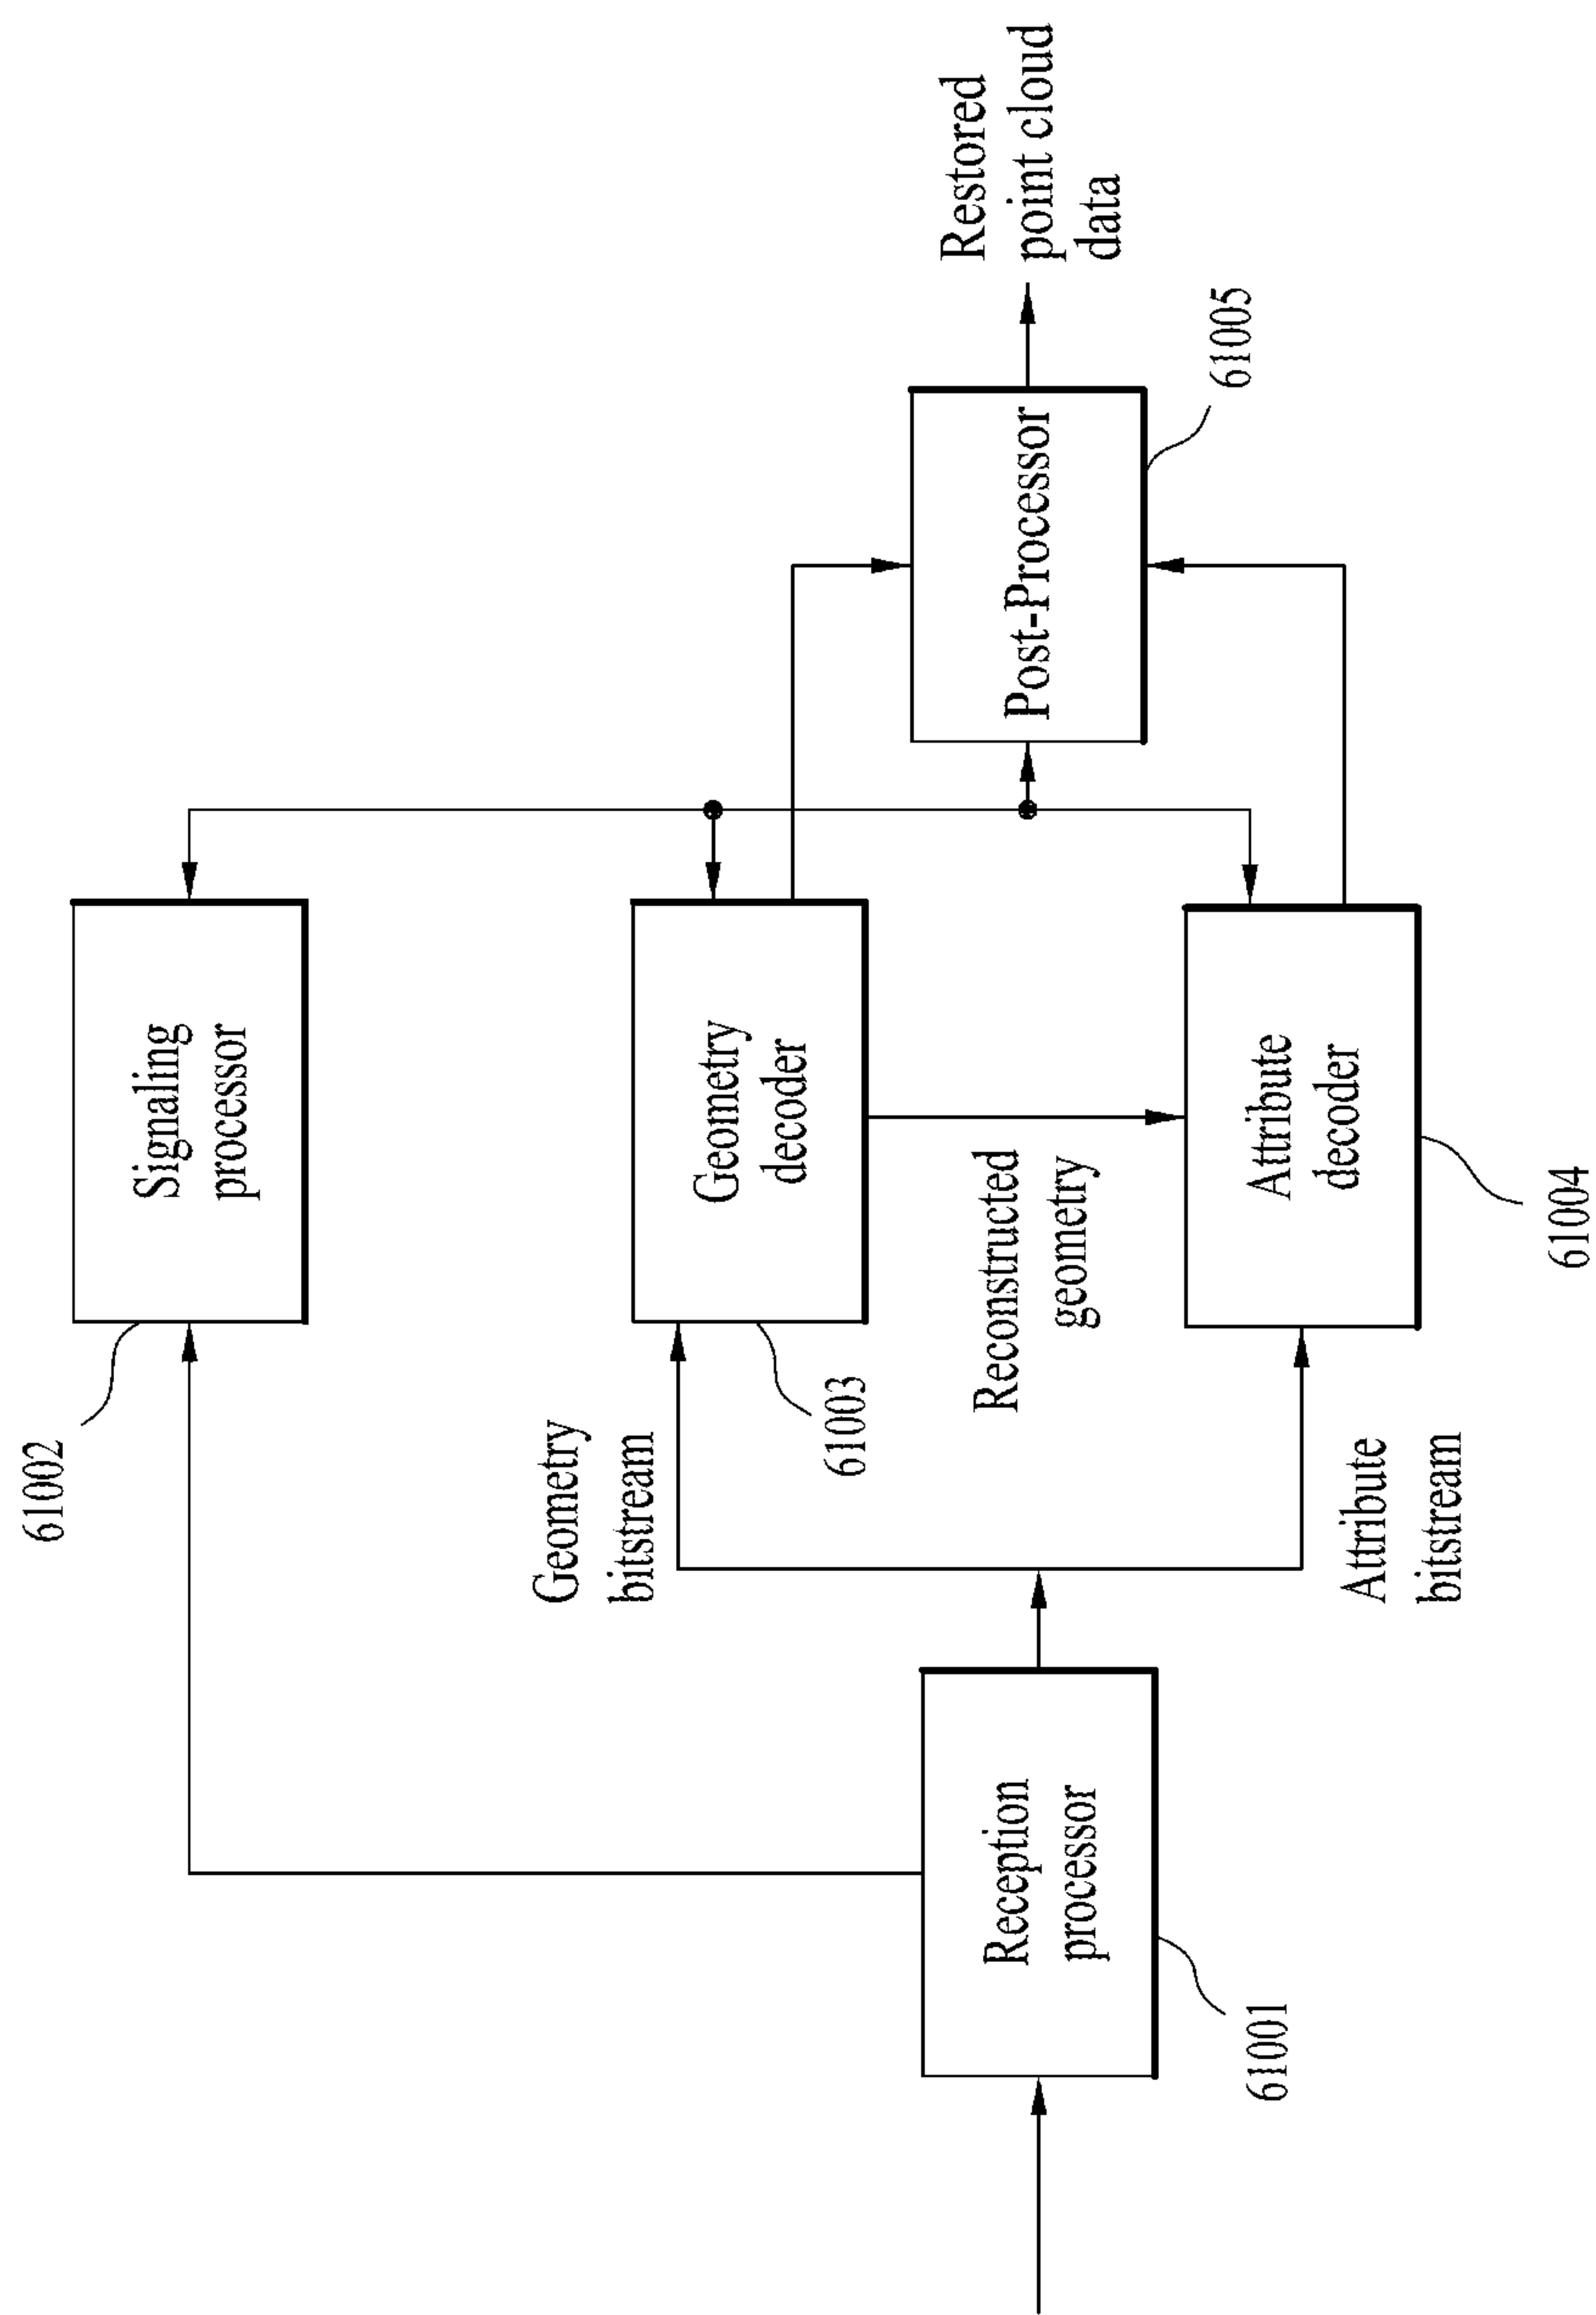 61002
Signaling
processor
Geometry
bitstream
61003
Geometry
decoder
Reception
processor
61001
Reconstructed
geometry
Post-Processor
61005
Restored
point cloud
data
Attribute
bitstream
Attribute
decoder
61004